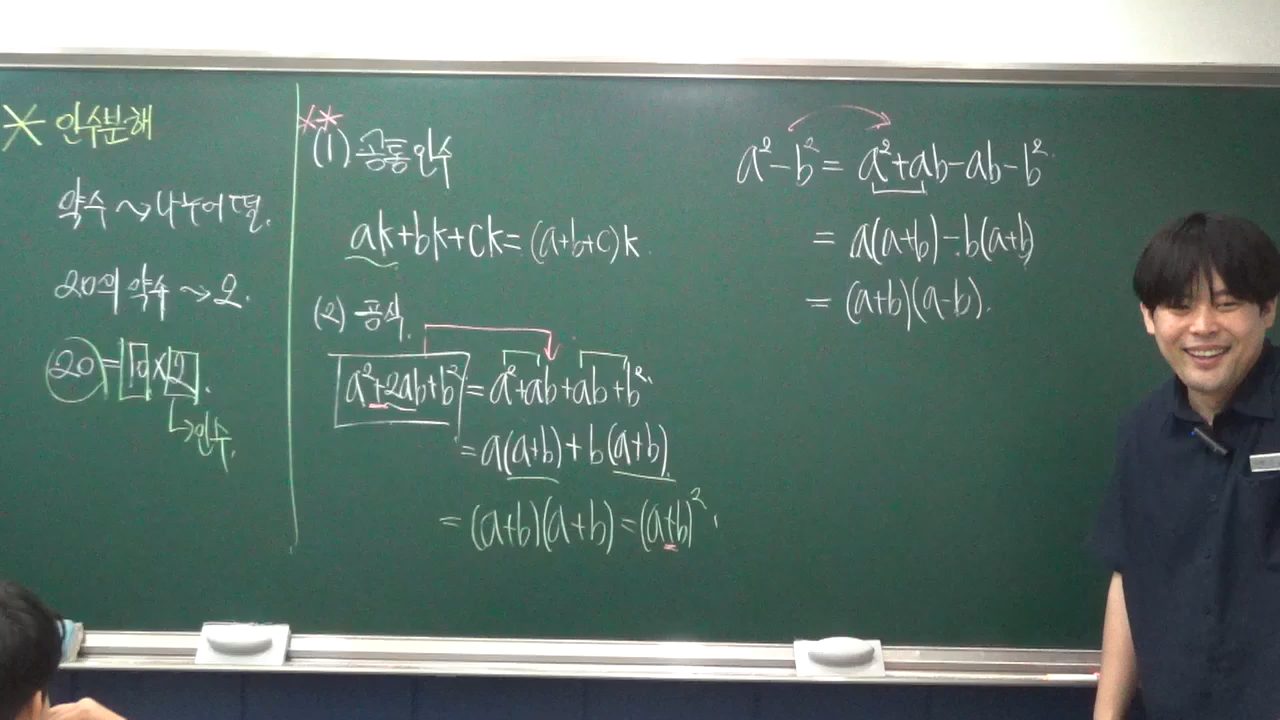 * 인수분해
약수 ~> 나누어 떨.
20의 약수 ~> 2.
20 = 10 × 2.
↳ 인수.
**
(1) 공통인수
ak+bk+ck=(a+b+c)k
(2) 공식.
a²+2ab+b² = a²+ab+ab+b².
= a(a+b)+b(a+b).
= (a+b)(a+b) = (a+b)².
a²-b² = a²+ab-ab-b².
= a(a+b)-b(a+b)
= (a+b)(a-b).